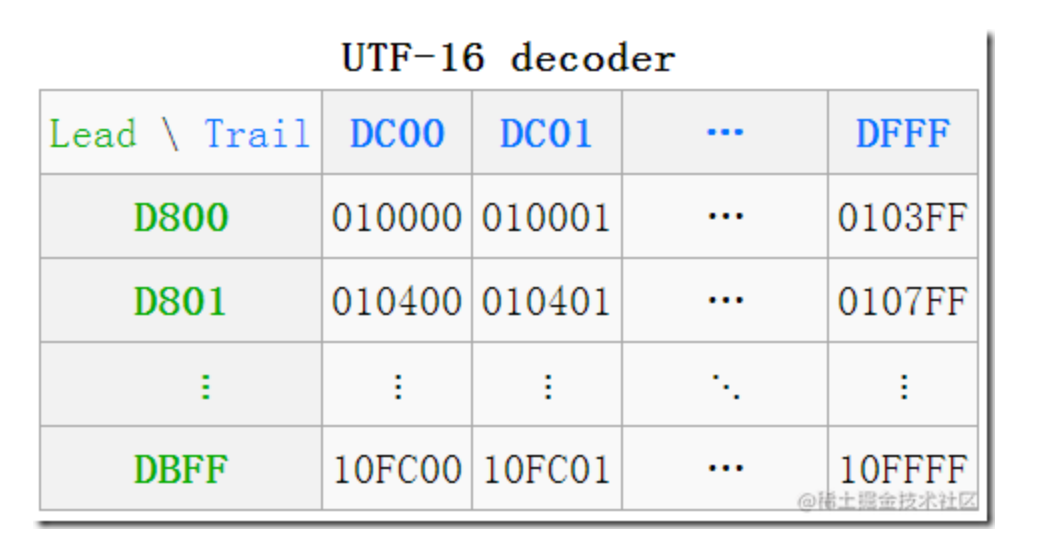 UTF-16 decoder
Lead \ Trail DC00 DC01 ⋯ DFFF
D800 010000 010001 ⋯ 0103FF
D801 010400 010401 ⋯ 0107FF
⋮ ⋮ ⋮ ⋱ ⋮
DBFF 10FC00 10FC01 ⋯ 10FFFF
@稀土掘金技术社区